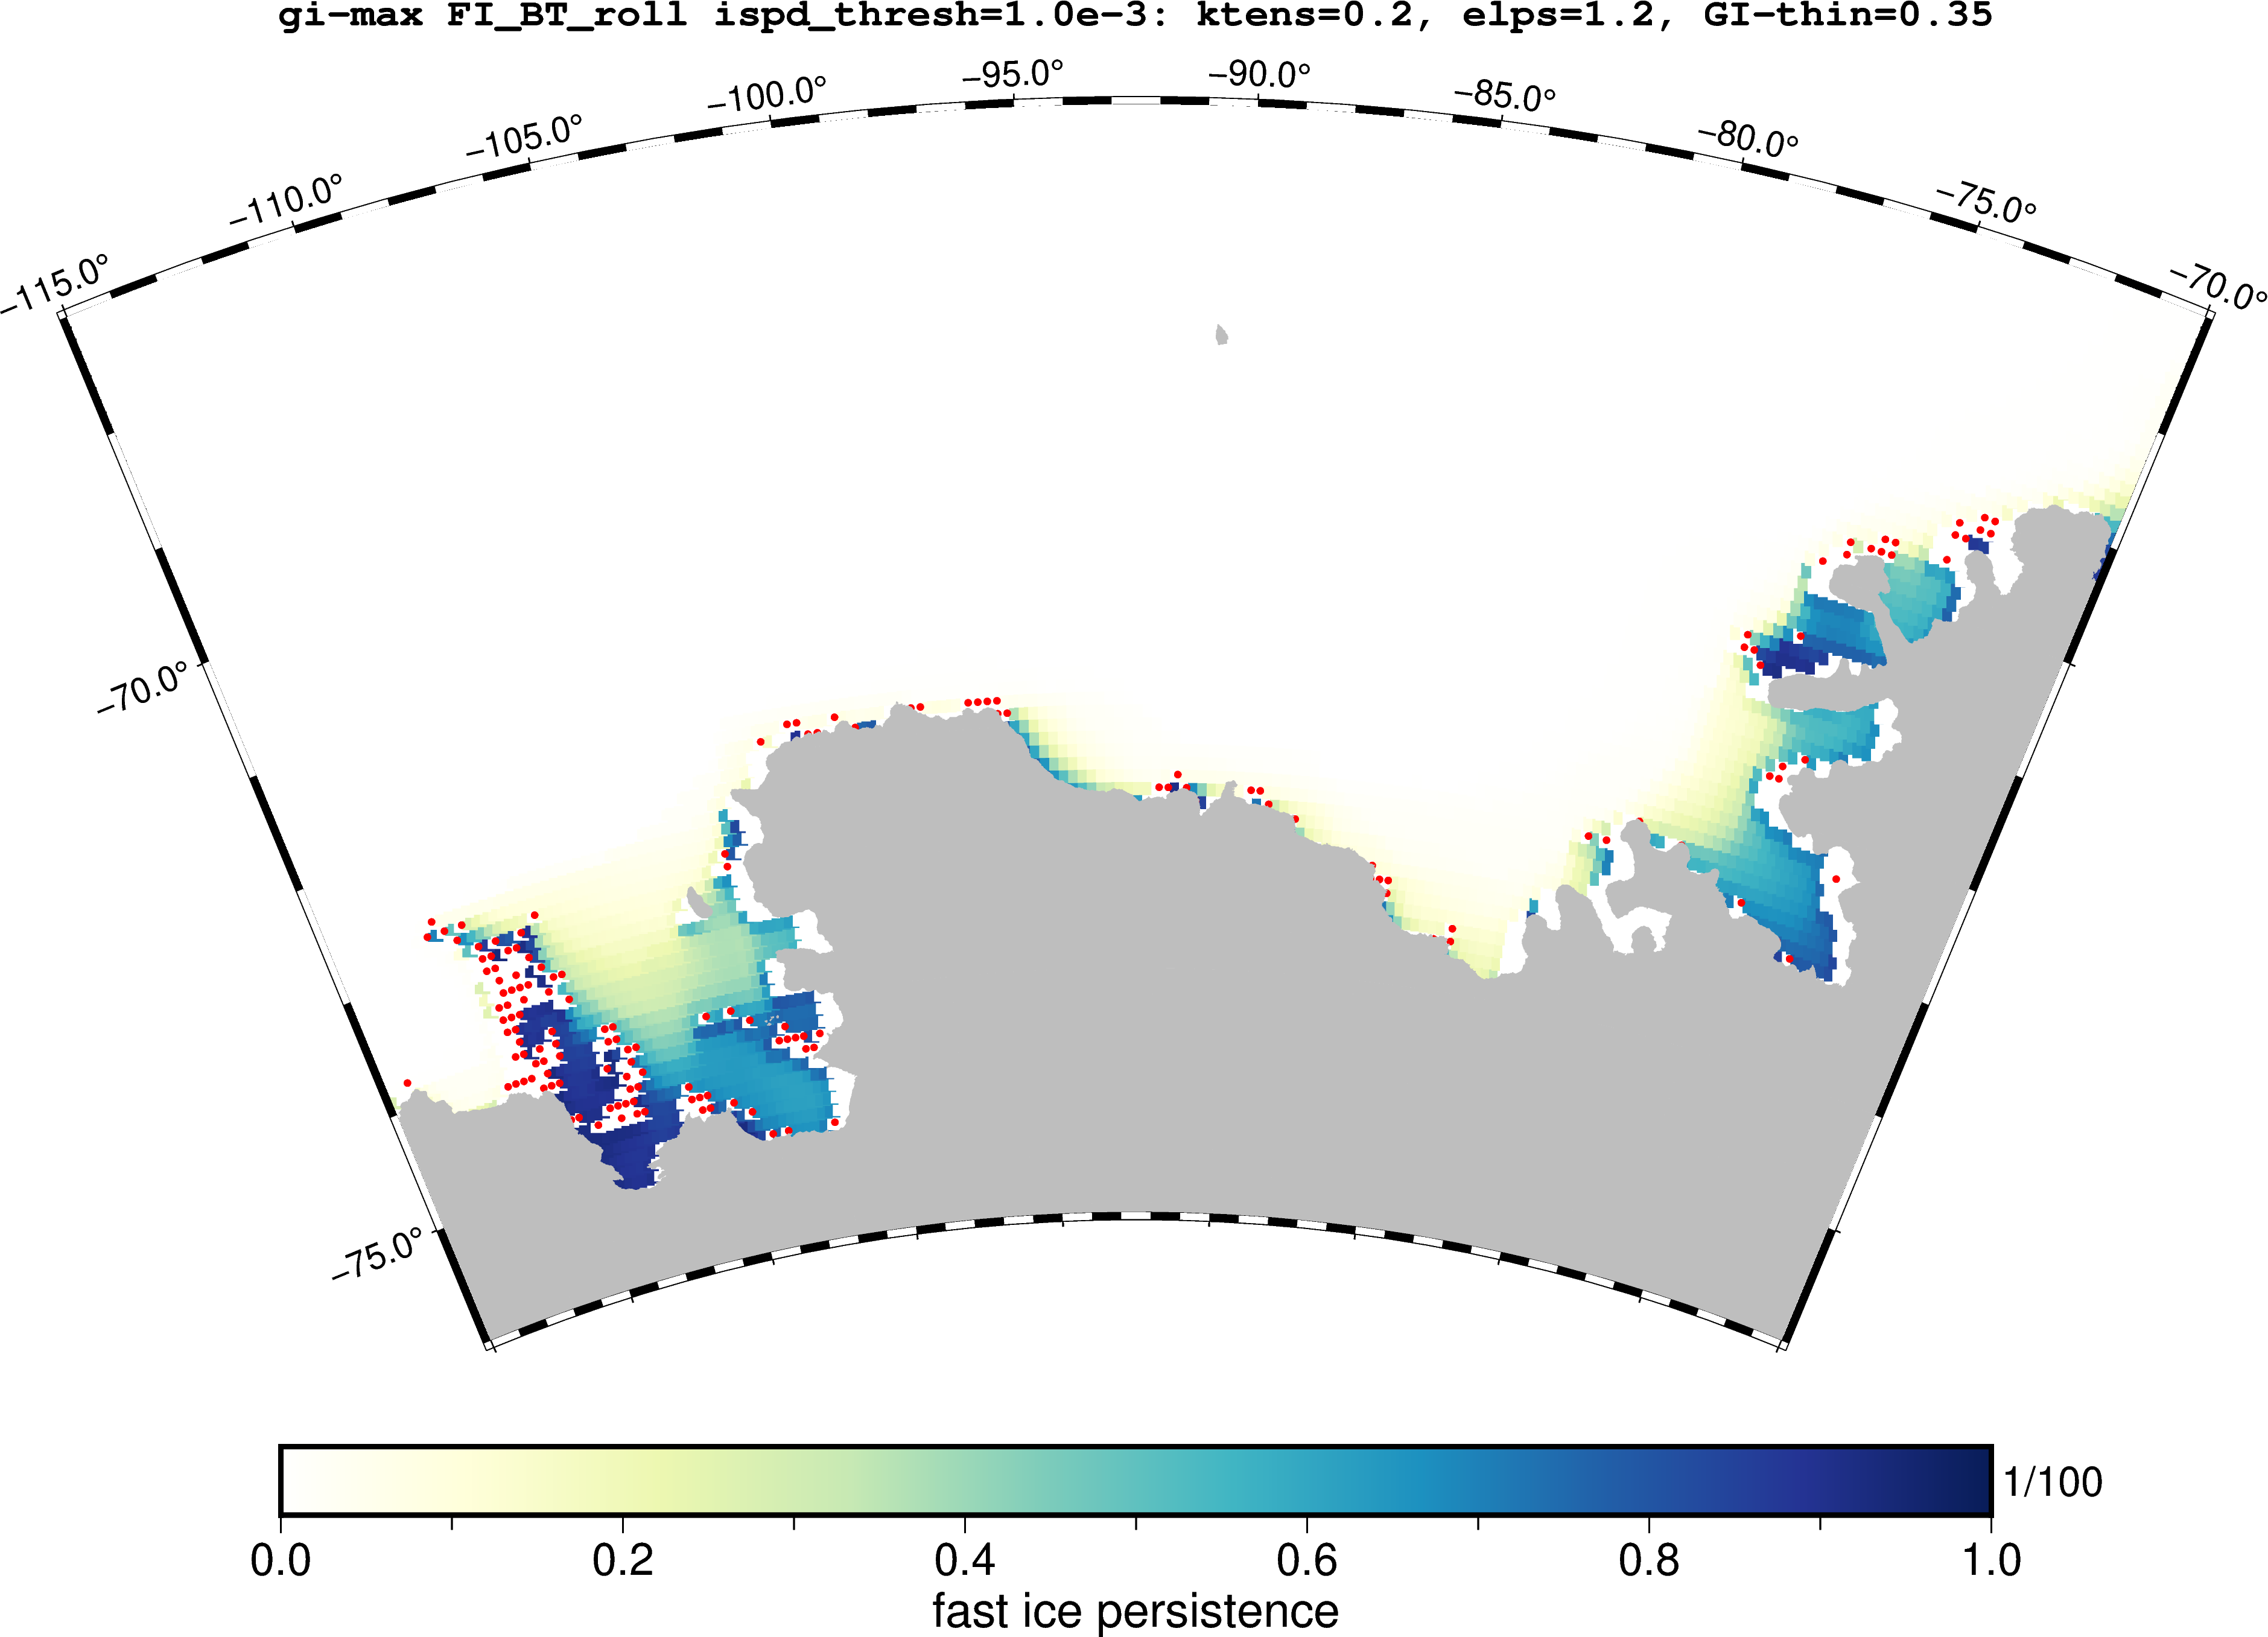 gi-max FI_BT_roll ispd_thresh=1.0e-3: ktens=0.2, elps=1.2, GI-thin=0.35
-115.0° -110.0° -105.0° -100.0° -95.0° -90.0° -85.0° -80.0° -75.0° -70.0°
-70.0°
-75.0°
1/100
0.0 0.2 0.4 0.6 0.8 1.0
fast ice persistence